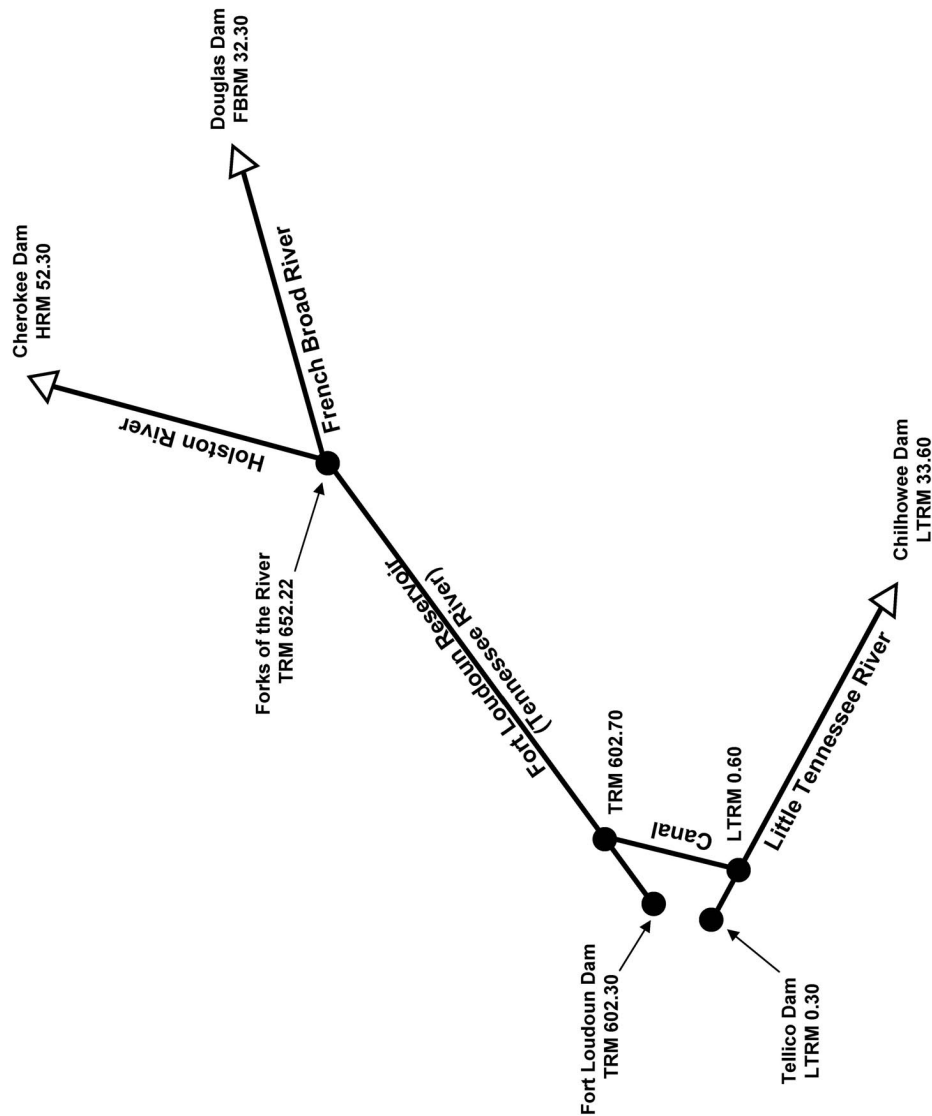 Cherokee Dam
HRM 52.30
Douglas Dam
FBRM 32.30
Holston River
French Broad River
Forks of the River
TRM 652.22
Fort Loudoun Reservoir
(Tennessee River)
TRM 602.70
Canal
LTRM 0.60
Little Tennessee River
Chilhowee Dam
LTRM 33.60
Fort Loudoun Dam
TRM 602.30
Tellico Dam
LTRM 0.30